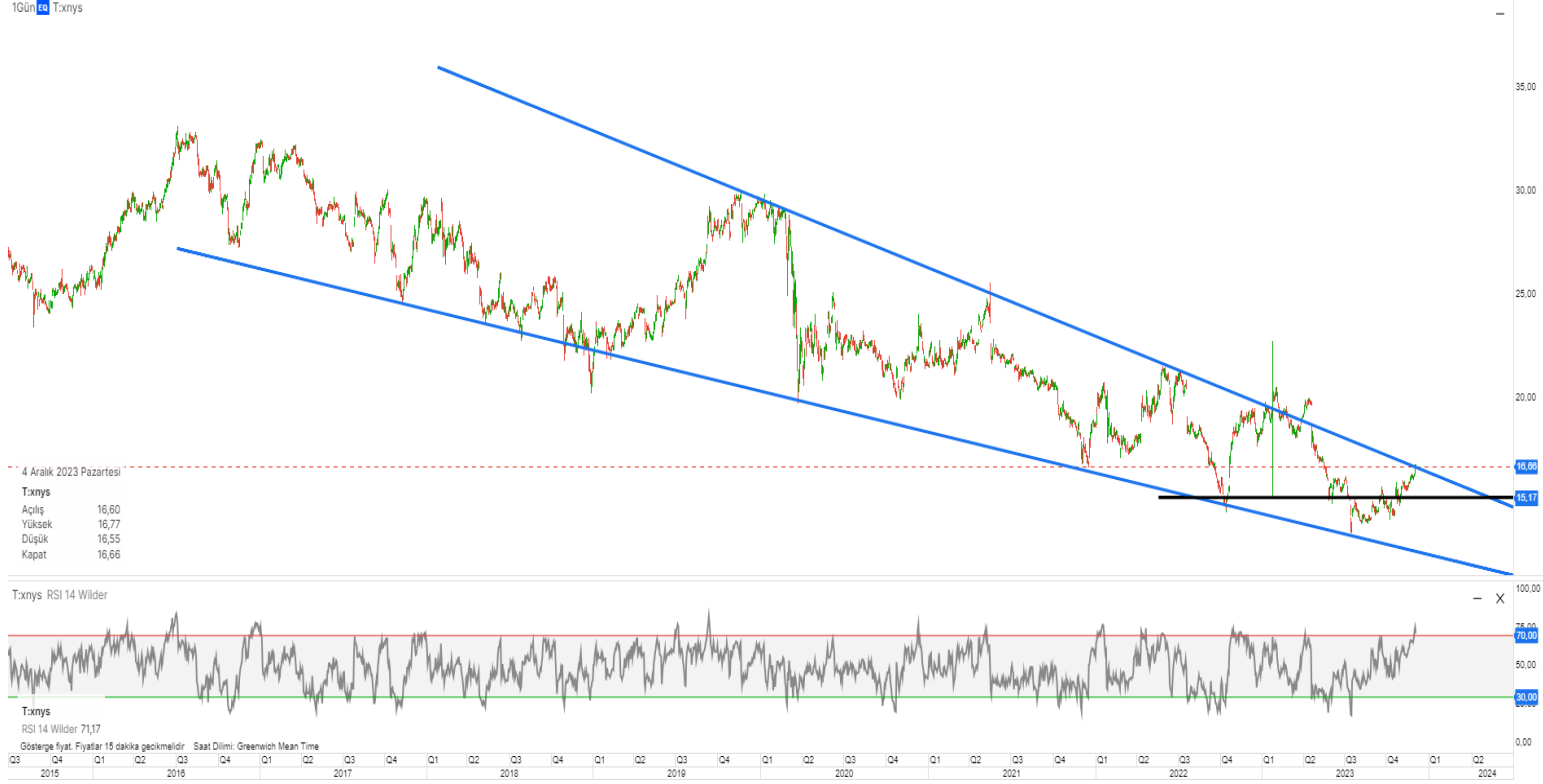 1Gün EQ T:xnys
35,00
30,00
25,00
20,00
16,66
15,17
4 Aralık 2023 Pazartesi
T:xnys
Açılış 16,60
Yüksek 16,77
Düşük 16,55
Kapat 16,66
T:xnys RSI 14 Wilder
100,00
75,00
70,00
50,00
30,00
0,00
T:xnys
RSI 14 Wilder 71,17
Gösterge fiyat. Fiyatlar 15 dakika gecikmelidir Saat Dilimi: Greenwich Mean Time
Q3 Q4 Q1 Q2 Q3 Q4 Q1 Q2 Q3 Q4 Q1 Q2 Q3 Q4 Q1 Q2 Q3 Q4 Q1 Q2 Q3 Q4 Q1 Q2 Q3 Q4 Q1 Q2 Q3 Q4 Q1 Q2 Q3 Q4 Q1 Q2
2015 2016 2017 2018 2019 2020 2021 2022 2023 2024